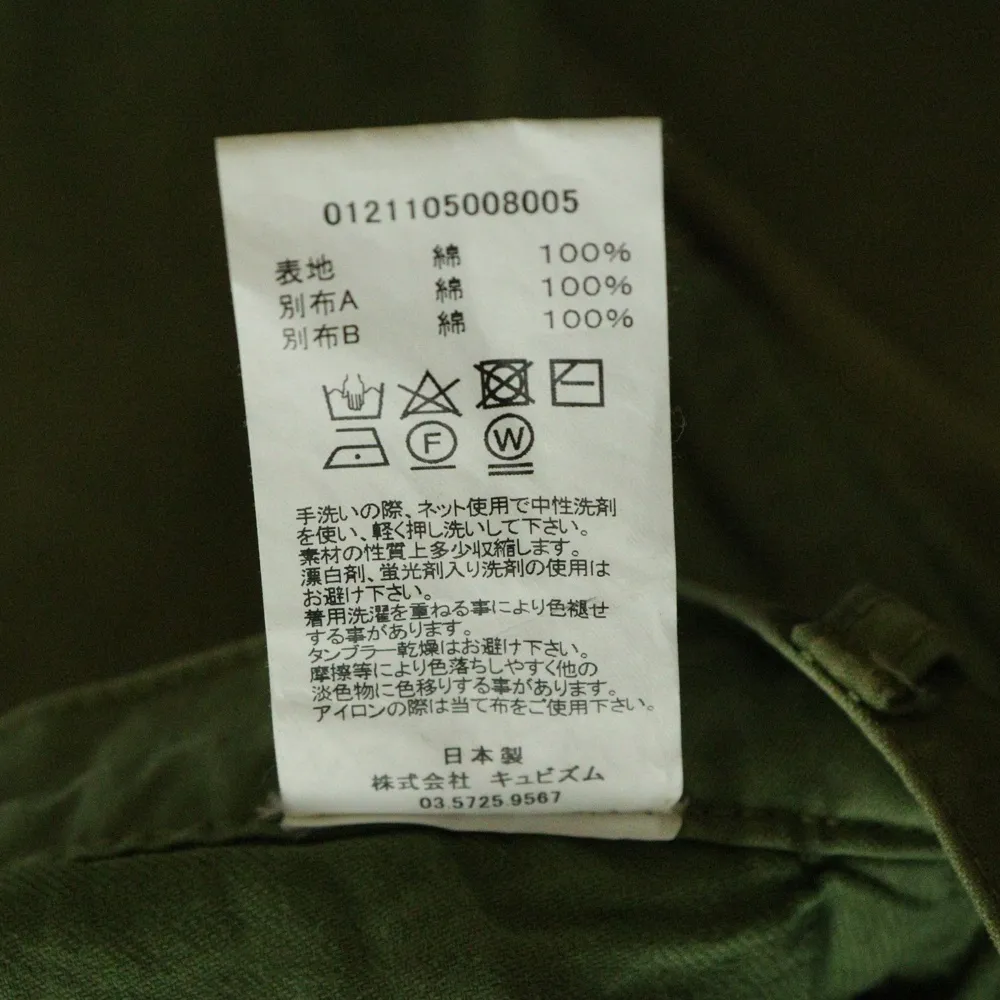 0121105008005
表地 綿 100%
別布A 綿 100%
別布B 綿 100%
F W
手洗いの際、ネット使用で中性洗剤
を使い、軽く押し洗いして下さい。
素材の性質上多少収縮します。
漂白剤、蛍光剤入り洗剤の使用は
お避け下さい。
着用洗濯を重ねる事により色褪せ
する事があります。
タンブラー乾燥はお避け下さい。
摩擦等により色落ちしやすく他の
淡色物に色移りする事があります。
アイロンの際は当て布をご使用下さい。
日本製
株式会社 キュビズム
03.5725.9567